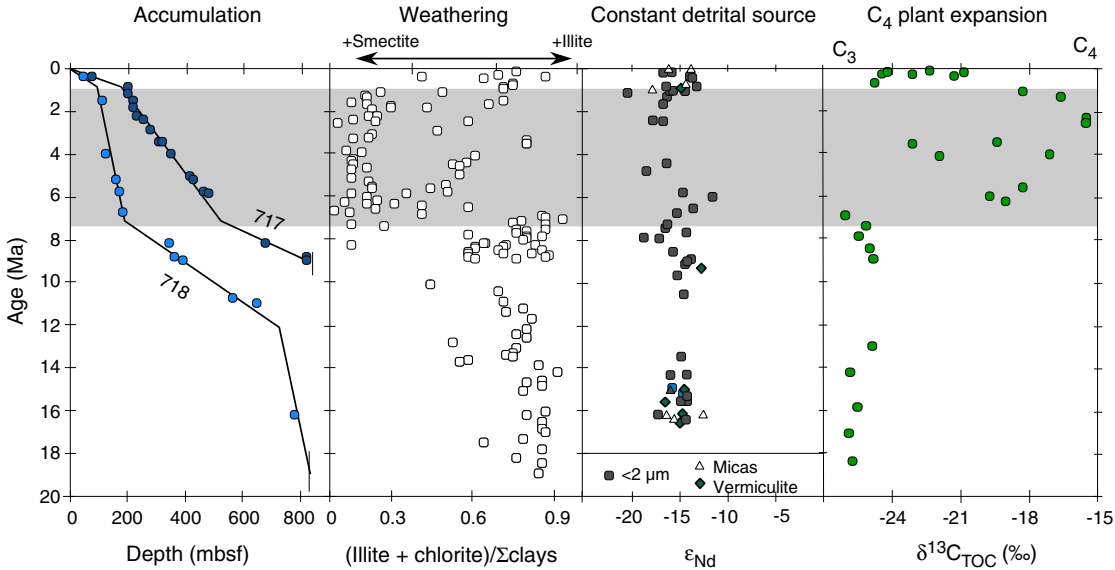 Accumulation
Weathering
Constant detrital source
C4 plant expansion
+Smectite
+Illite
C3
C4
0
2
4
6
8
10
12
14
16
18
20
Age (Ma)
717
718
<2 µm
Micas
Vermiculite
0 200 400 600 800
0 0.3 0.6 0.9
-20 -15 -10 -5
-24 -21 -18 -15
Depth (mbsf)
(Illite + chlorite)/Σclays
εNd
δ13CTOC (‰)